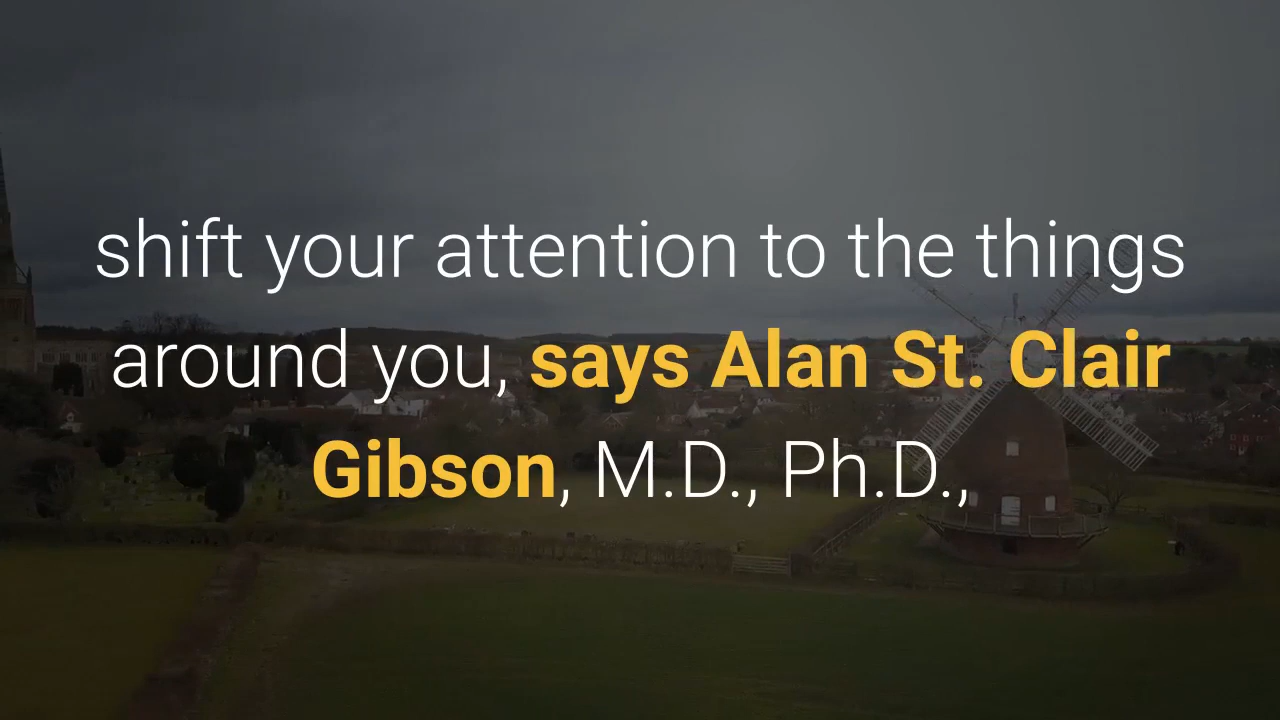 shift your attention to the things
around you, says Alan St. Clair
Gibson, M.D., Ph.D.,